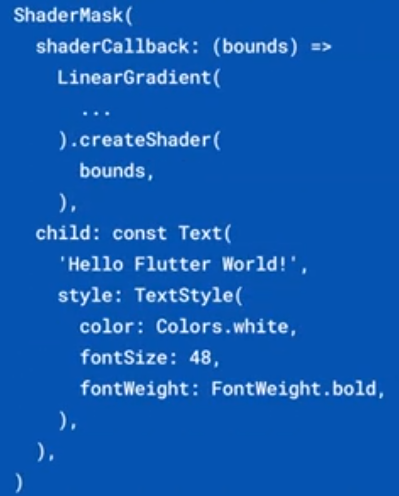 ShaderMask(
  shaderCallback: (bounds) =>
    LinearGradient(
      ...
    ).createShader(
      bounds,
    ),
  child: const Text(
    'Hello Flutter World!',
    style: TextStyle(
      color: Colors.white,
      fontSize: 48,
      fontWeight: FontWeight.bold,
    ),
  ),
)